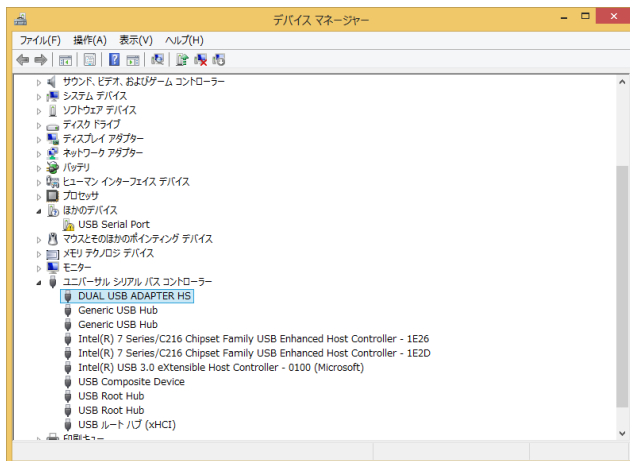 デバイス マネージャー
ファイル(F) 操作(A) 表示(V) ヘルプ(H)
サウンド、ビデオ、およびゲーム コントローラー
システム デバイス
ソフトウェア デバイス
ディスク ドライブ
ディスプレイ アダプター
ネットワーク アダプター
バッテリ
ヒューマン インターフェイス デバイス
プロセッサ
ほかのデバイス
USB Serial Port
マウスとそのほかのポインティング デバイス
メモリ テクノロジ デバイス
モニター
ユニバーサル シリアル バス コントローラー
DUAL USB ADAPTER HS
Generic USB Hub
Generic USB Hub
Intel(R) 7 Series/C216 Chipset Family USB Enhanced Host Controller - 1E26
Intel(R) 7 Series/C216 Chipset Family USB Enhanced Host Controller - 1E2D
Intel(R) USB 3.0 eXtensible Host Controller - 0100 (Microsoft)
USB Composite Device
USB Root Hub
USB Root Hub
USB ルート ハブ (xHCI)
印刷キュー